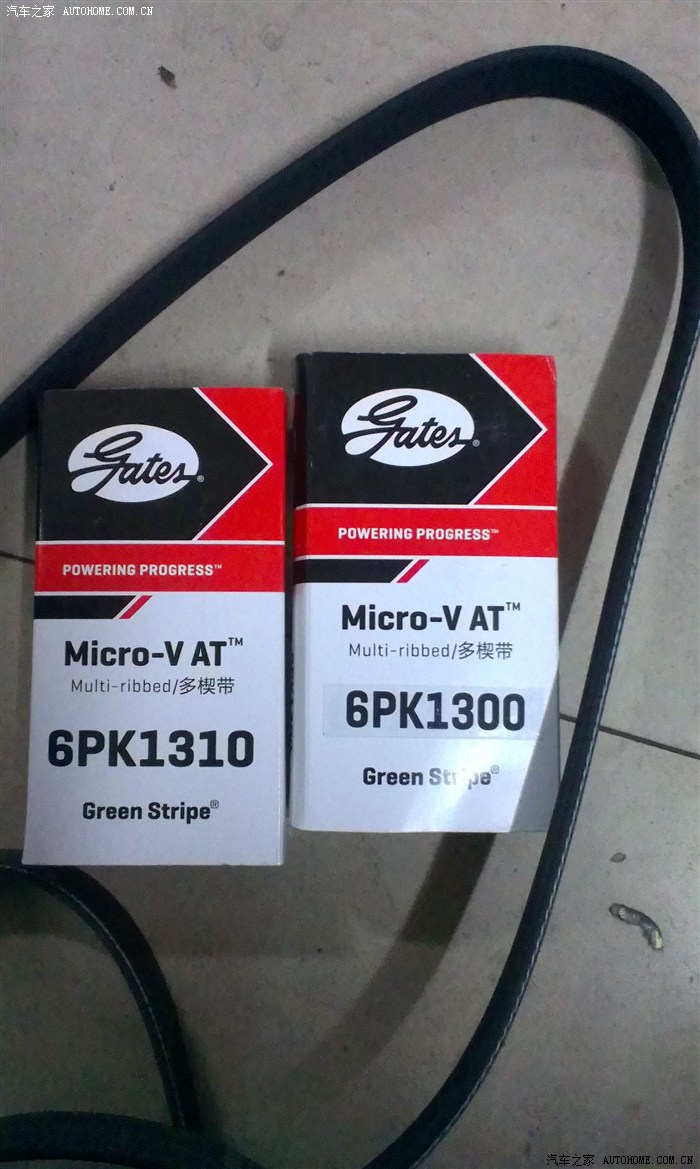 汽车之家 AUTOHOME.COM.CN
Gates®
POWERING PROGRESS™
Micro-V AT™
Multi-ribbed/多楔带
6PK1310
Green Stripe®
Gates®
POWERING PROGRESS™
Micro-V AT™
Multi-ribbed/多楔带
6PK1300
Green Stripe®
汽车之家 AUTOHOME.COM.CN